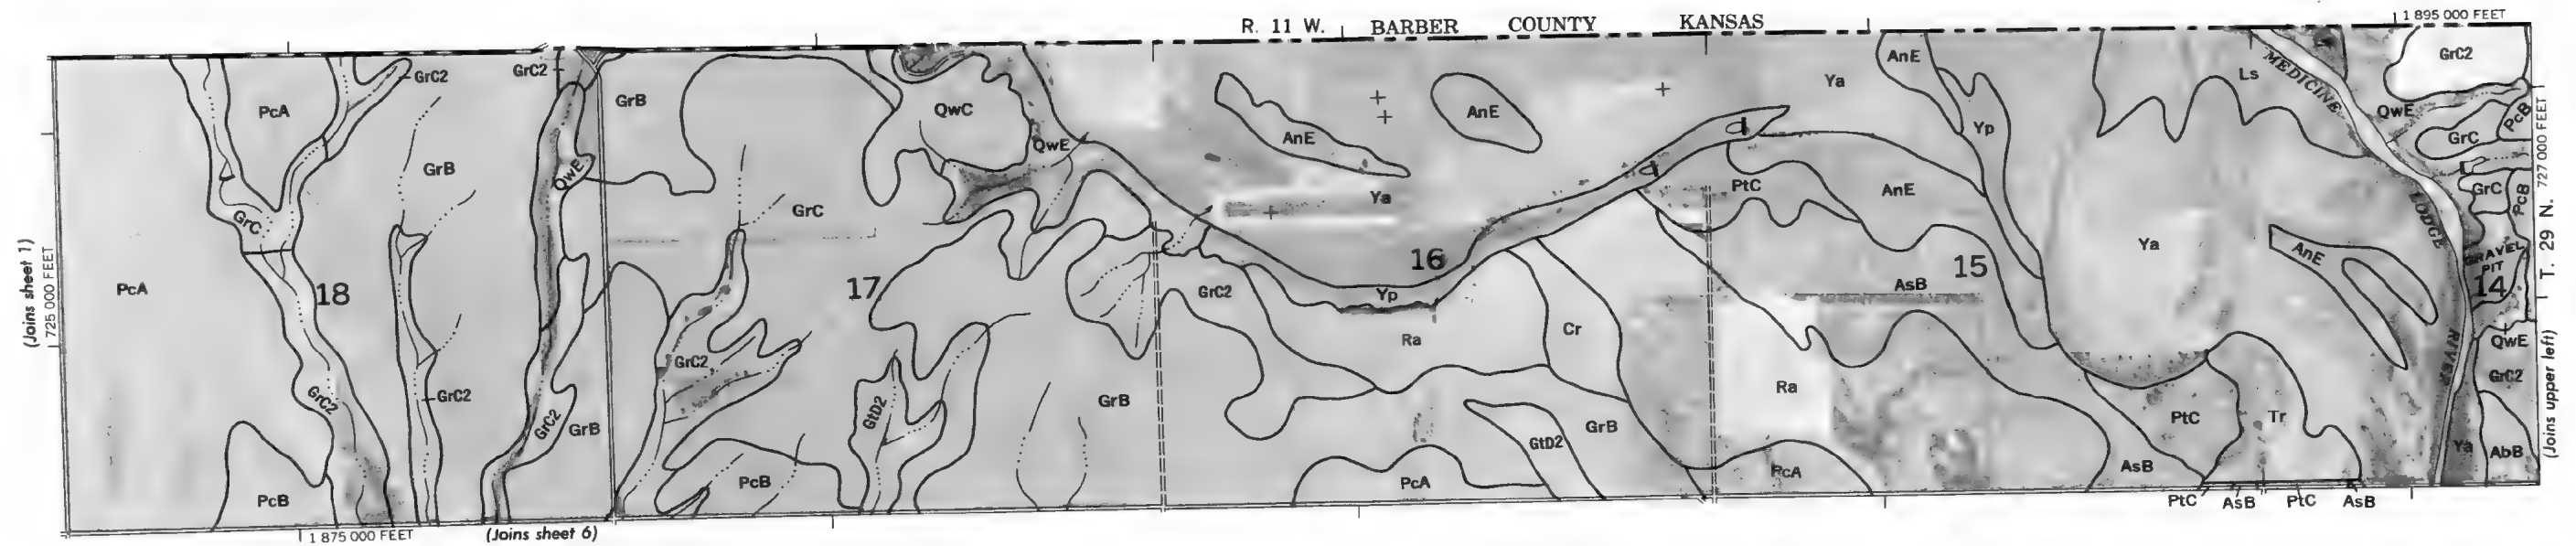 R. 11 W. BARBER COUNTY KANSAS
1 895 000 FEET
GrC2 GrC2 GrB QwC AnE AnE Ya AnE Yp Ls MEDICINE GrC2
PcA GrB QwE QwE AnE QwE PcB
GrC GrC Ya PtC AnE LODGE GrC PcB
727 000 FEET
T. 29 N.
(Joins sheet 1)
725 000 FEET
PcA 18 17 16 15 Ya AnE GRAVEL
PIT
14
GrC2 Yp AsB
GrC2 Ra Cr RIVER QwE
GrC2 GrC2 GrB Ra GrC2
GrC2 GrB GtD2 GtD2 GrB PtC Tr
(Joins upper left)
PcB PcB PcA PcA AsB Ya AbB
PtC AsB PtC AsB
1 875 000 FEET (Joins sheet 6)